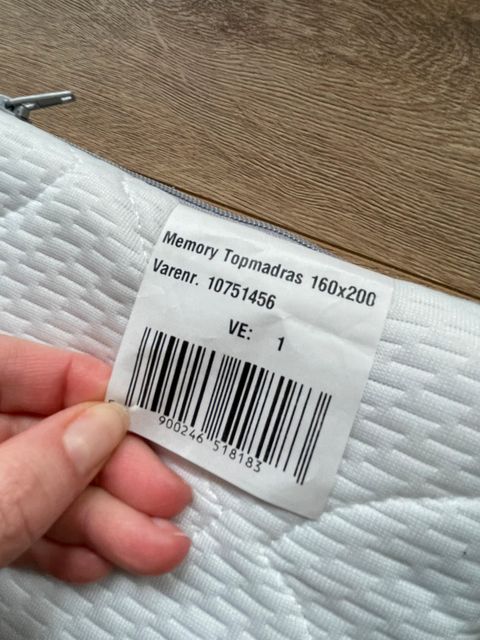 Memory Topmadras 160x200
Varenr. 10751456
VE: 1
900246 518183